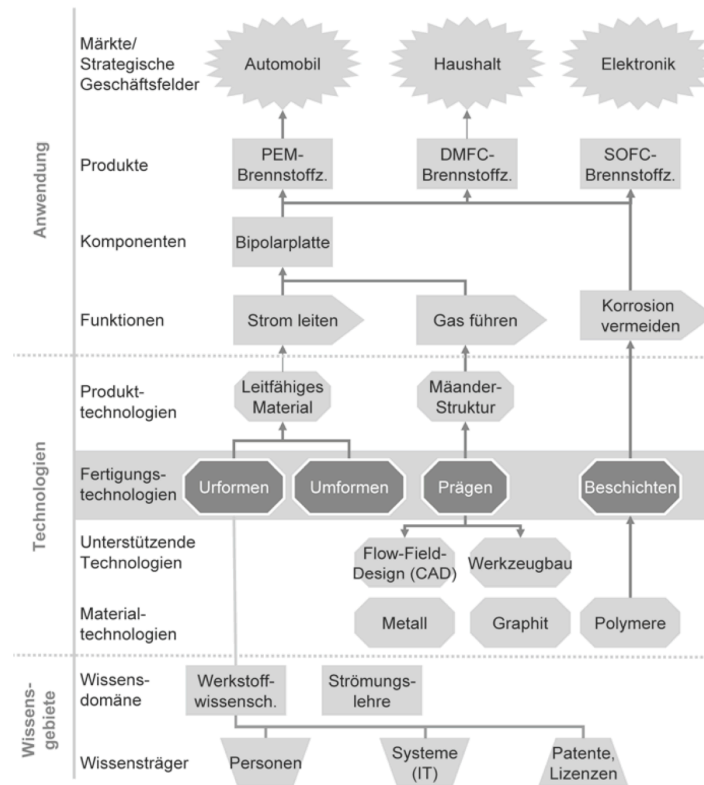 Märkte/
Strategische
Geschäftsfelder
Automobil
Haushalt
Elektronik
Anwendung
Produkte
PEM-
Brennstoffz.
DMFC-
Brennstoffz.
SOFC-
Brennstoffz.
Komponenten
Bipolarplatte
Funktionen
Strom leiten
Gas führen
Korrosion
vermeiden
Technologien
Produkt-
technologien
Leitfähiges
Material
Mäander-
Struktur
Fertigungs-
technologien
Urformen
Umformen
Prägen
Beschichten
Unterstützende
Technologien
Flow-Field-
Design (CAD)
Werkzeugbau
Material-
technologien
Metall
Graphit
Polymere
Wissens-
gebiete
Wissens-
domäne
Werkstoff-
wissensch.
Strömungs-
lehre
Wissensträger
Personen
Systeme
(IT)
Patente,
Lizenzen